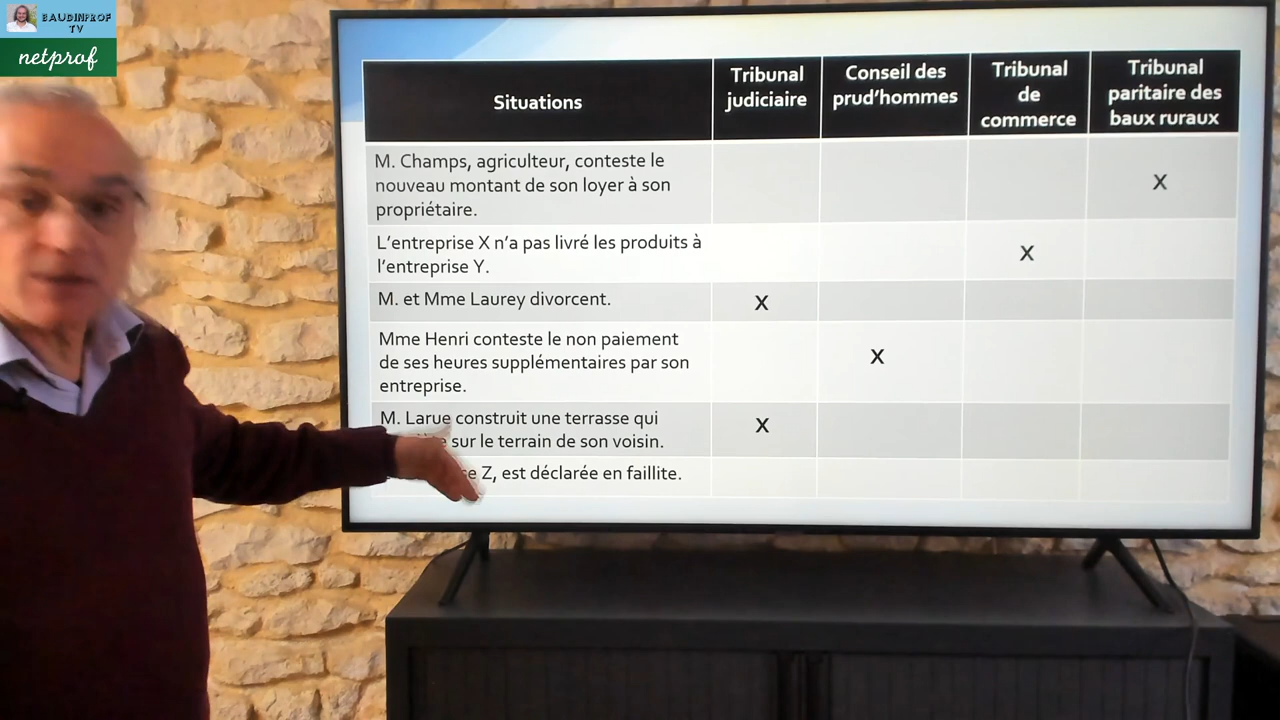 BAUDINPROF
TV
netprof
Situations
Tribunal
judiciaire
Conseil des
prud'hommes
Tribunal
de
commerce
Tribunal
paritaire des
baux ruraux
M. Champs, agriculteur, conteste le
nouveau montant de son loyer à son
propriétaire.
X
L'entreprise X n'a pas livré les produits à
l'entreprise Y.
X
M. et Mme Laurey divorcent.
X
Mme Henri conteste le non paiement
de ses heures supplémentaires par son
entreprise.
X
M. Larue construit une terrasse qui
sur le terrain de son voisin.
X
Z, est déclarée en faillite.